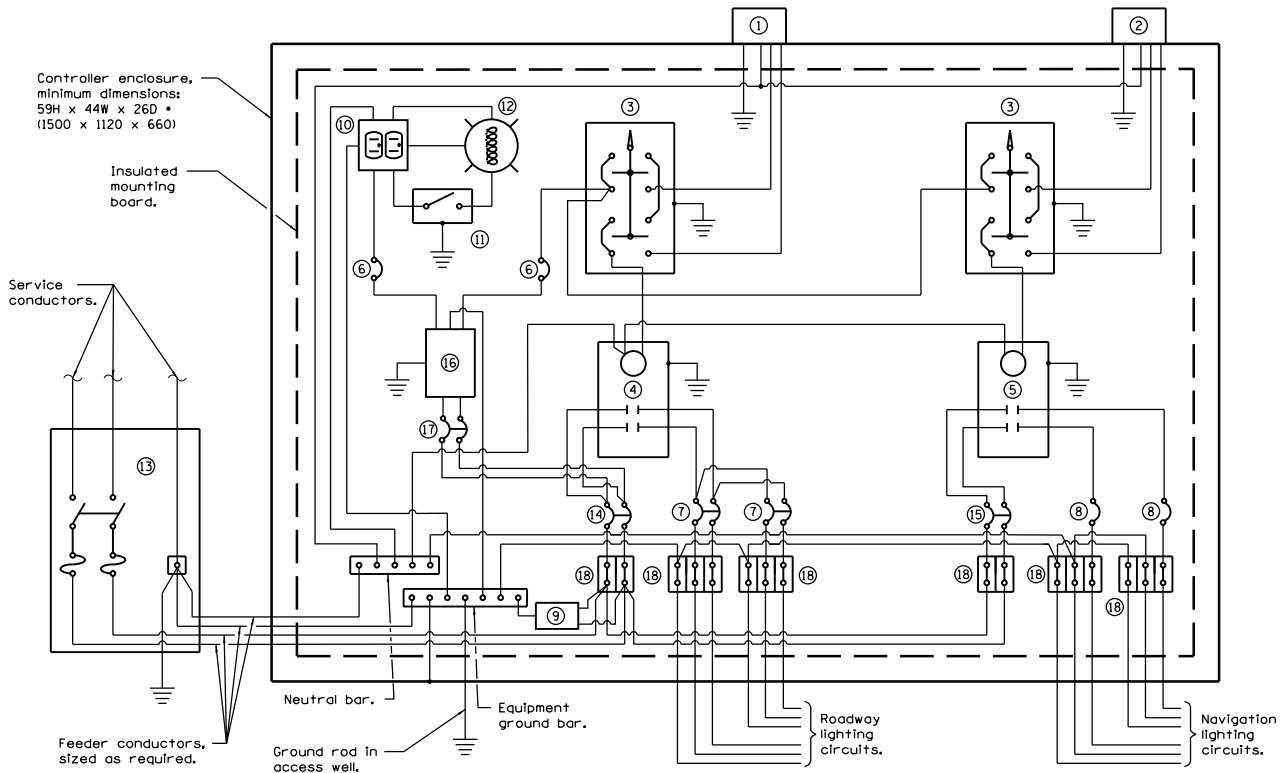 1
2
Controller enclosure,
minimum dimensions:
59H x 44W x 26D •
(1500 x 1120 x 660)
12
3
3
10
Insulated
mounting
board.
11
6
6
Service
conductors.
16
4
5
17
13
14
7
7
15
8
8
18
18
18
18
18
18
9
Neutral bar.
Equipment
ground bar.
Roadway
lighting
circuits.
Navigation
lighting
circuits.
Feeder conductors,
sized as required.
Ground rod in
access well.